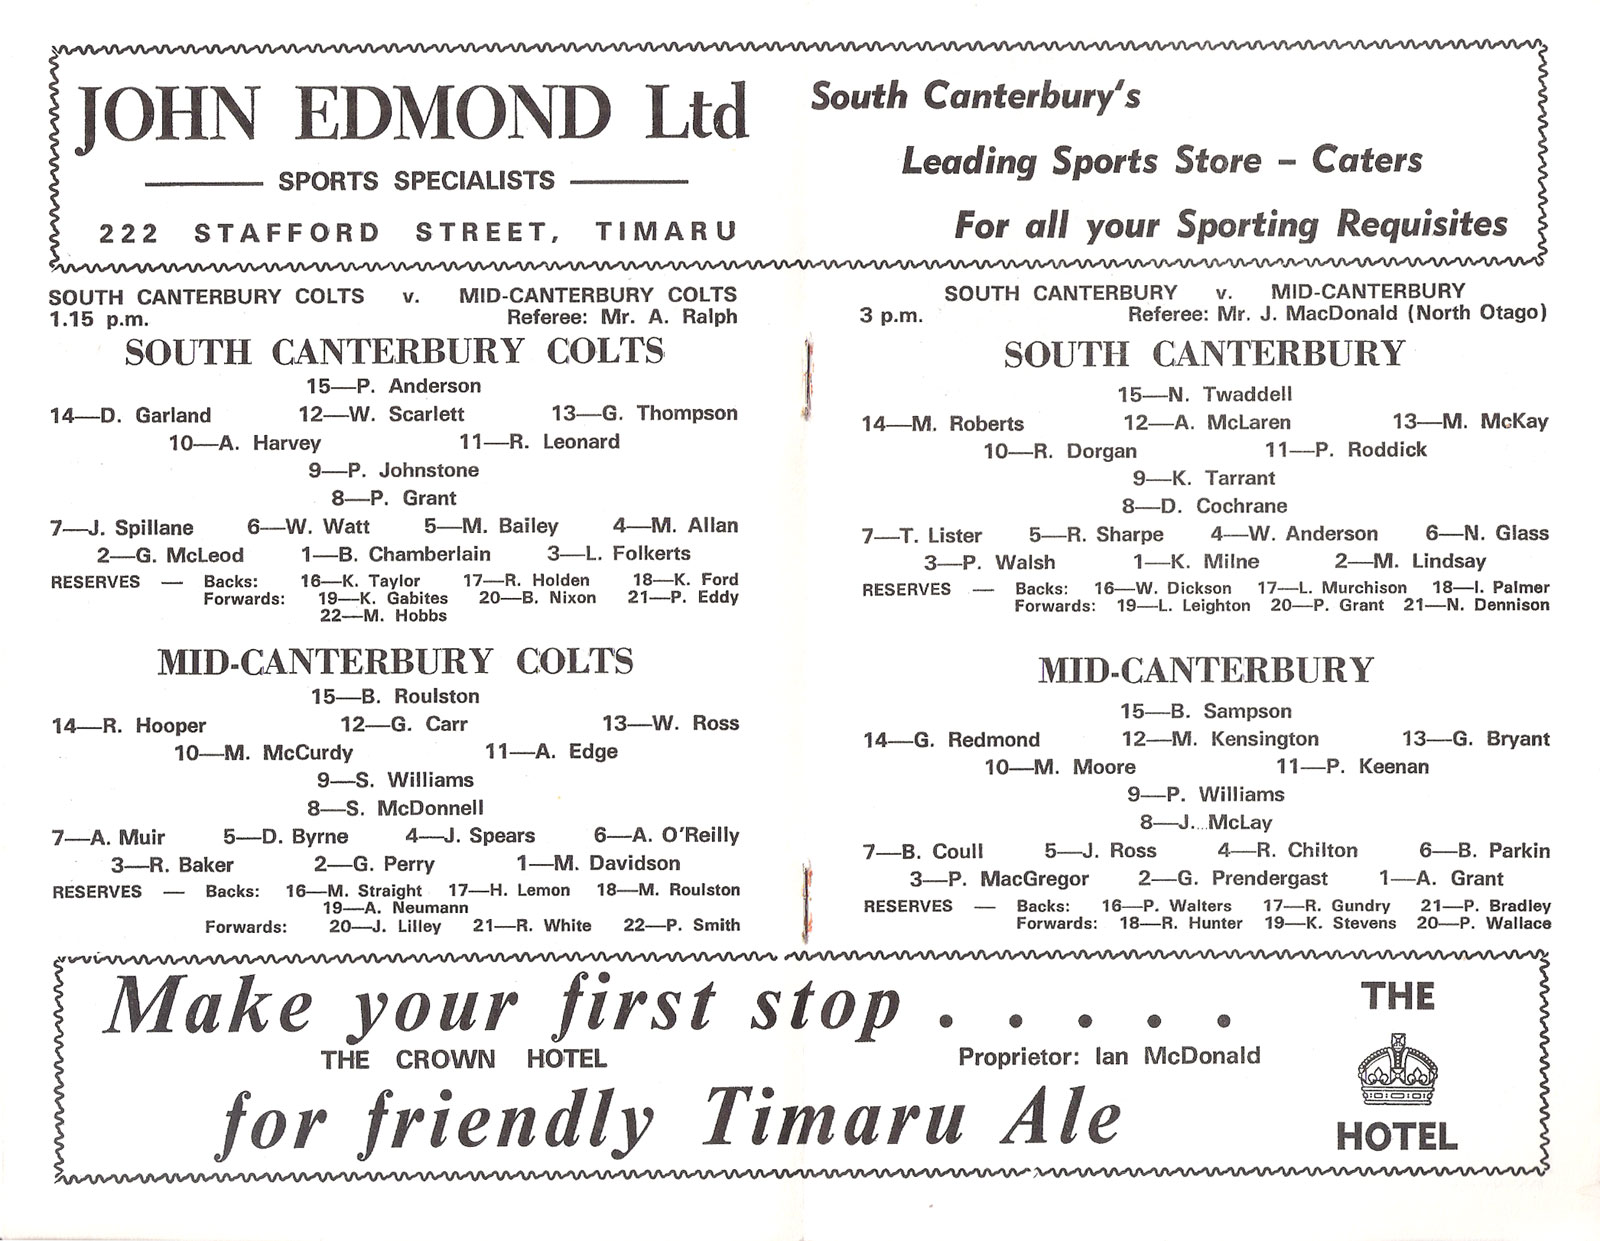 JOHN EDMOND Ltd
SPORTS SPECIALISTS
222 STAFFORD STREET, TIMARU
South Canterbury's
Leading Sports Store – Caters
For all your Sporting Requisites
SOUTH CANTERBURY COLTS v. MID-CANTERBURY COLTS
1.15 p.m. Referee: Mr. A. Ralph
SOUTH CANTERBURY COLTS
15—P. Anderson
14—D. Garland 12—W. Scarlett 13—G. Thompson
10—A. Harvey 11—R. Leonard
9—P. Johnstone
8—P. Grant
7—J. Spillane 6—W. Watt 5—M. Bailey 4—M. Allan
2—G. McLeod 1—B. Chamberlain 3—L. Folkerts
RESERVES — Backs: 16—K. Taylor 17—R. Holden 18—K. Ford
Forwards: 19—K. Gabites 20—B. Nixon 21—P. Eddy
22—M. Hobbs
MID-CANTERBURY COLTS
15—B. Roulston
14—R. Hooper 12—G. Carr 13—W. Ross
10—M. McCurdy 11—A. Edge
9—S. Williams
8—S. McDonnell
7—A. Muir 5—D. Byrne 4—J. Spears 6—A. O'Reilly
3—R. Baker 2—G. Perry 1—M. Davidson
RESERVES — Backs: 16—M. Straight 17—H. Lemon 18—M. Roulston
19—A. Neumann
Forwards: 20—J. Lilley 21—R. White 22—P. Smith
SOUTH CANTERBURY v. MID-CANTERBURY
3 p.m. Referee: Mr. J. MacDonald (North Otago)
SOUTH CANTERBURY
15—N. Twaddell
14—M. Roberts 12—A. McLaren 13—M. McKay
10—R. Dorgan 11—P. Roddick
9—K. Tarrant
8—D. Cochrane
7—T. Lister 5—R. Sharpe 4—W. Anderson 6—N. Glass
3—P. Walsh 1—K. Milne 2—M. Lindsay
RESERVES — Backs: 16—W. Dickson 17—L. Murchison 18—I. Palmer
Forwards: 19—L. Leighton 20—P. Grant 21—N. Dennison
MID-CANTERBURY
15—B. Sampson
14—G. Redmond 12—M. Kensington 13—G. Bryant
10—M. Moore 11—P. Keenan
9—P. Williams
8—J. McLay
7—B. Coull 5—J. Ross 4—R. Chilton 6—B. Parkin
3—P. MacGregor 2—G. Prendergast 1—A. Grant
RESERVES — Backs: 16—P. Walters 17—R. Gundry 21—P. Bradley
Forwards: 18—R. Hunter 19—K. Stevens 20—P. Wallace
Make your first stop . . . . .
THE CROWN HOTEL Proprietor: Ian McDonald
for friendly Timaru Ale
THE
HOTEL